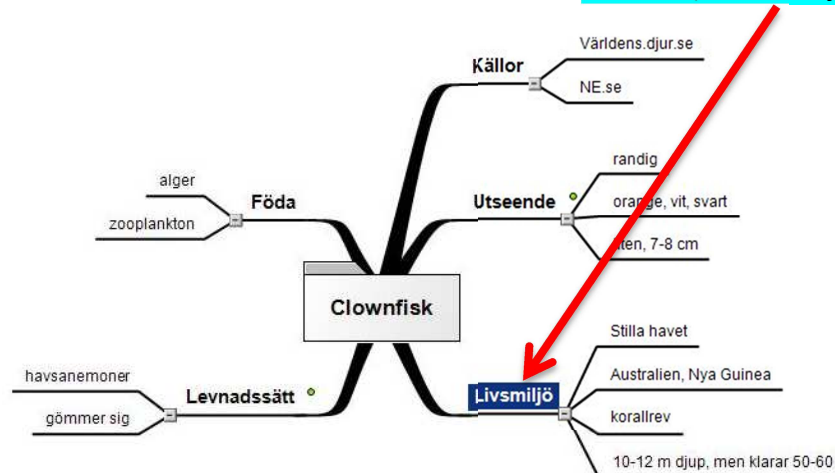 Källor
Världens.djur.se
NE.se
Utseende
randig
orange, vit, svart
7-8 cm
Clownfisk
Föda
alger
zooplankton
Levnadssätt
havsanemoner
gömmer sig
Livsmiljö
Stilla havet
Australien, Nya Guinea
korallrev
10-12 m djup, men klarar 50-60